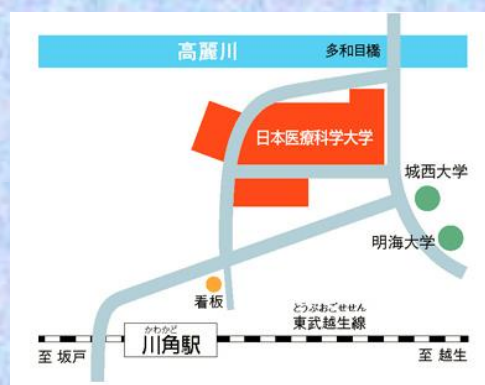 高麗川
多和目橋
日本医療科学大学
城西大学
明海大学
看板
とうぶおごせせん
東武越生線
かわかど
川角駅
至 坂戸
至 越生